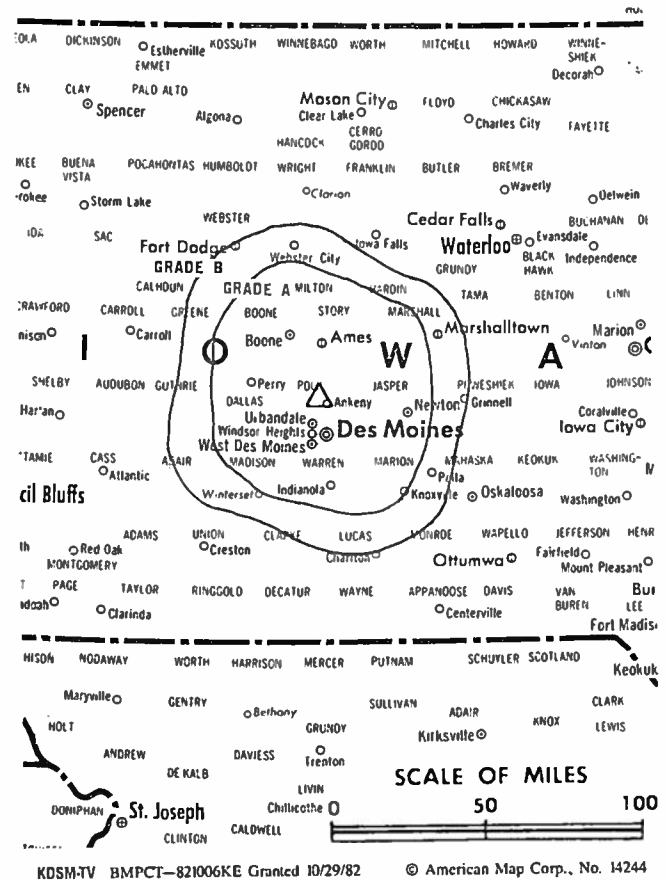 DICKINSON
Estherville
EMMET
KOSSUTH
WINNEBAGO
WORTH
MITCHELL
HOWARD
WINNE-
SHIEK
Decorah
CLAY
Spencer
PALO ALTO
Algona
Mason City
Clear Lake
CERRO
GORDO
HANCOCK
FLOYD
CHICKASAW
Charles City
FAYETTE
BUENA
VISTA
Storm Lake
POCAHONTAS
HUMBOLDT
WRIGHT
FRANKLIN
BUTLER
BREMER
Clarion
Waverly
Oelwein
IDA
SAC
WEBSTER
Fort Dodge
GRADE B
Webster City
Iowa Falls
Cedar Falls
Waterloo
Evansdale
BLACK
HAWK
BUCHANAN
Independence
GRUNDY
CALHOUN
GRADE A
MILTON
HARDIN
TAMA
BENTON
LINN
CARROLL
GREENE
BOONE
STORY
MARSHALL
Carroll
Boone
Ames
Marshalltown
Vinton
Marion
I O W A
AUDUBON
GUTHRIE
Perry
POLK
DALLAS
Ankeny
JASPER
Newton
POWESHIEK
Grinnell
IOWA
JOHNSON
SHELBY
Harlan
Urbandale
Windsor Heights
West Des Moines
Des Moines
Coralville
Iowa City
CASS
Atlantic
ADAIR
MADISON
WARREN
MARION
MAHASKA
KEOKUK
WASHING-
TON
cil Bluffs
Winterset
Indianola
Pella
Knoxville
Oskaloosa
Washington
ADAMS
UNION
CLARKE
LUCAS
MONROE
WAPELLO
JEFFERSON
HENR
Red Oak
MONTGOMERY
Creston
Chariton
Ottumwa
Fairfield
Mount Pleasant
PAGE
TAYLOR
RINGGOLD
DECATUR
WAYNE
APPANOOSE
DAVIS
VAN
BUREN
LEE
Clarinda
Centerville
Fort Madis
NODAWAY
WORTH
HARRISON
MERCER
PUTNAM
SCHUYLER
SCOTLAND
Keokuk
Maryville
GENTRY
Bethany
SULLIVAN
ADAIR
KNOX
CLARK
LEWIS
HOLT
GRUNDY
Kirksville
ANDREW
DE KALB
DAVIESS
Trenton
LIVIN
Chillicothe
DONIPHAN
St. Joseph
CLINTON
CALDWELL
SCALE OF MILES
0 50 100
KDSM-TV BMPCT—821006KE Granted 10/29/82 © American Map Corp., No. 14244